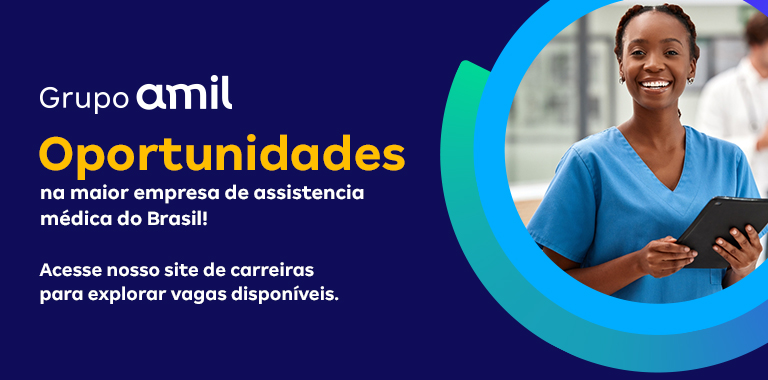 Grupo amil
Oportunidades
na maior empresa de assistencia
médica do Brasil!
Acesse nosso site de carreiras
para explorar vagas disponíveis.